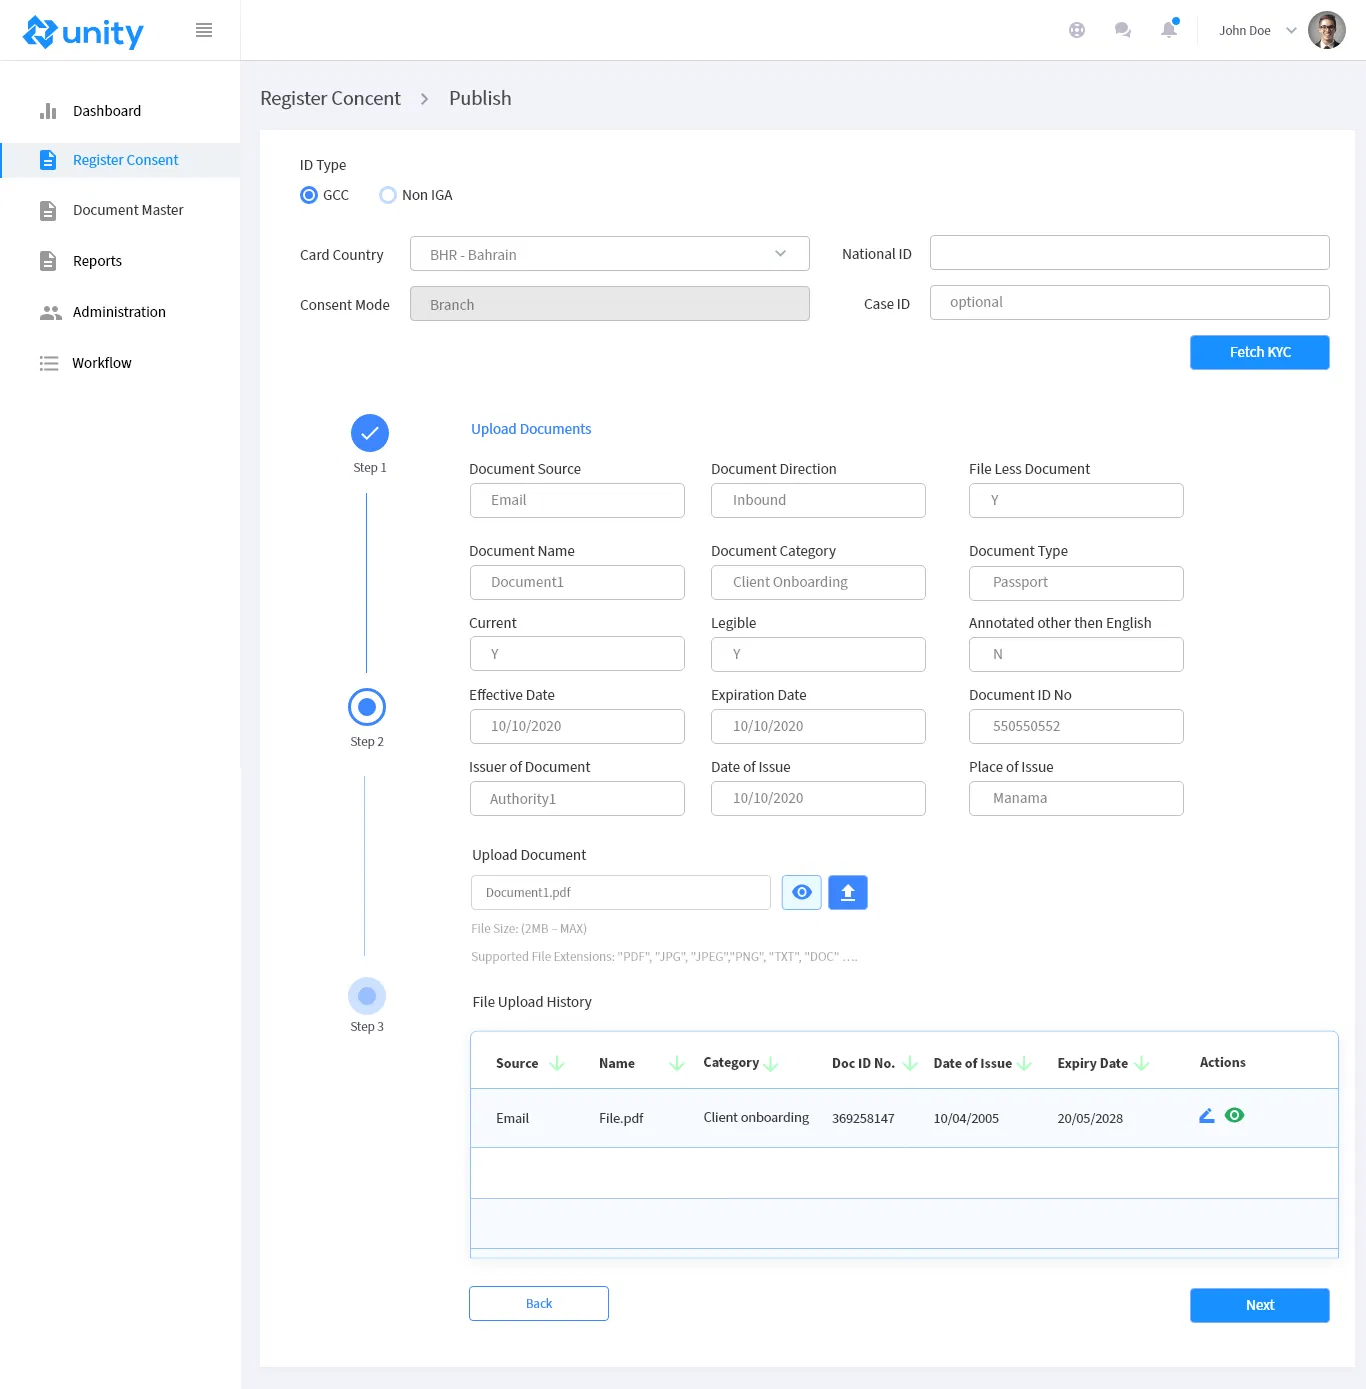 unity
John Doe
Dashboard
Register Consent
Document Master
Reports
Administration
Workflow
Register Concent > Publish
ID Type
GCC Non IGA
Card Country BHR - Bahrain National ID
Consent Mode Branch Case ID optional
Fetch KYC
Step 1
Step 2
Step 3
Upload Documents
Document Source Document Direction File Less Document
Email Inbound Y
Document Name Document Category Document Type
Document1 Client Onboarding Passport
Current Legible Annotated other then English
Y Y N
Effective Date Expiration Date Document ID No
10/10/2020 10/10/2020 550550552
Issuer of Document Date of Issue Place of Issue
Authority1 10/10/2020 Manama
Upload Document
Document1.pdf
File Size: (2MB – MAX)
Supported File Extensions: "PDF", "JPG", "JPEG","PNG", "TXT", "DOC" ....
File Upload History
Source Name Category Doc ID No. Date of Issue Expiry Date Actions
Email File.pdf Client onboarding 369258147 10/04/2005 20/05/2028
Back Next